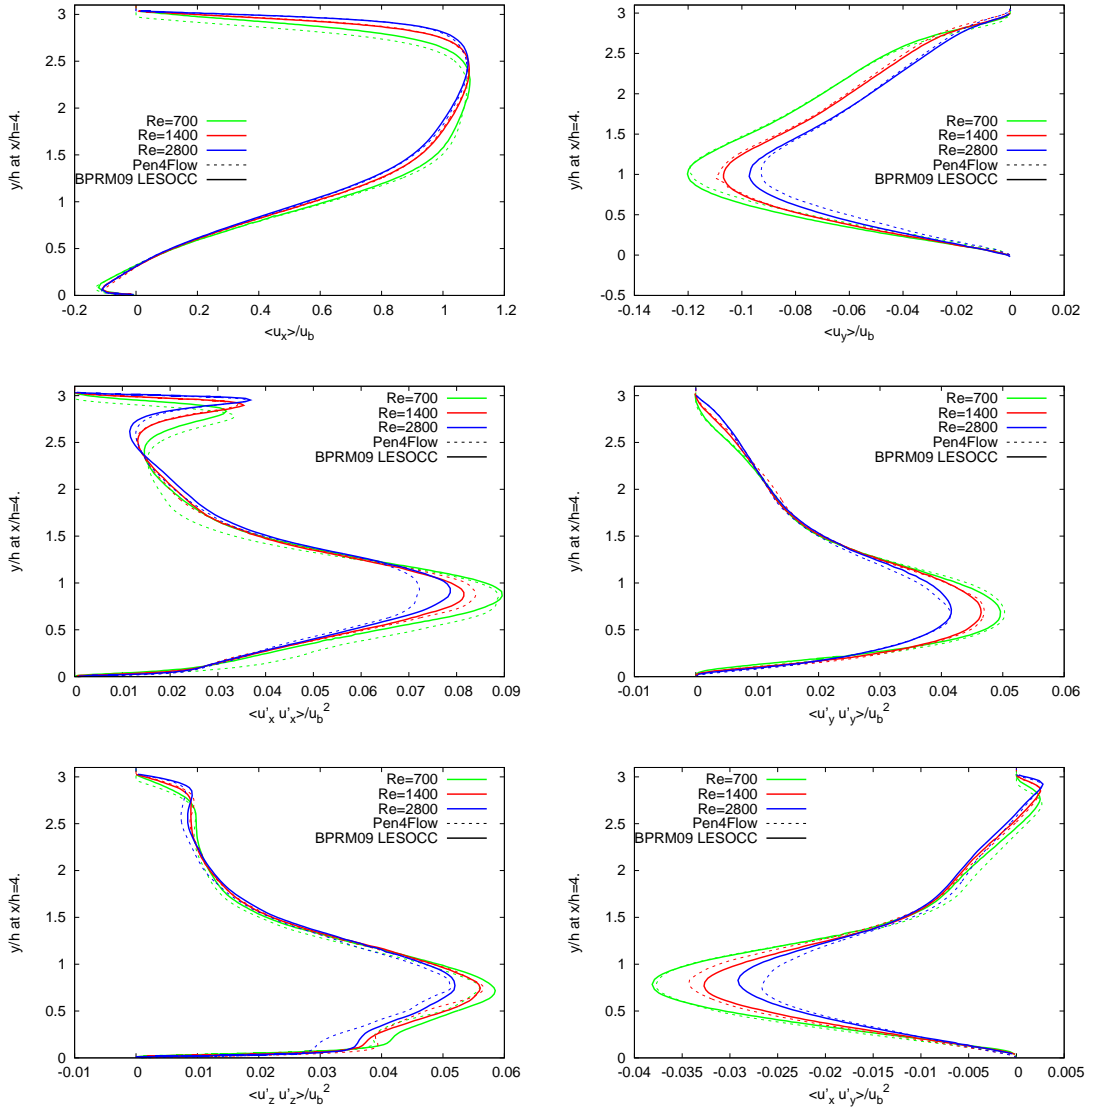 3
2.5
2
1.5
1
0.5
0
y/h at x/h=4.
Re=700
Re=1400
Re=2800
Pen4Flow
BPRM09 LESOCC
-0.2 0 0.2 0.4 0.6 0.8 1 1.2
<u_x>/u_b
3
2.5
2
1.5
1
0.5
0
-0.5
y/h at x/h=4.
Re=700
Re=1400
Re=2800
Pen4Flow
BPRM09 LESOCC
-0.14 -0.12 -0.1 -0.08 -0.06 -0.04 -0.02 0 0.02
<u_y>/u_b
3
2.5
2
1.5
1
0.5
0
y/h at x/h=4.
Re=700
Re=1400
Re=2800
Pen4Flow
BPRM09 LESOCC
0 0.01 0.02 0.03 0.04 0.05 0.06 0.07 0.08 0.09
<u'_x u'_x>/u_b^2
3
2.5
2
1.5
1
0.5
0
y/h at x/h=4.
Re=700
Re=1400
Re=2800
Pen4Flow
BPRM09 LESOCC
-0.01 0 0.01 0.02 0.03 0.04 0.05 0.06
<u'_y u'_y>/u_b^2
3
2.5
2
1.5
1
0.5
0
y/h at x/h=4.
Re=700
Re=1400
Re=2800
Pen4Flow
BPRM09 LESOCC
-0.01 0 0.01 0.02 0.03 0.04 0.05 0.06
<u'_z u'_z>/u_b^2
3
2.5
2
1.5
1
0.5
0
y/h at x/h=4.
Re=700
Re=1400
Re=2800
Pen4Flow
BPRM09 LESOCC
-0.04 -0.035 -0.03 -0.025 -0.02 -0.015 -0.01 -0.005 0 0.005
<u'_x u'_y>/u_b^2